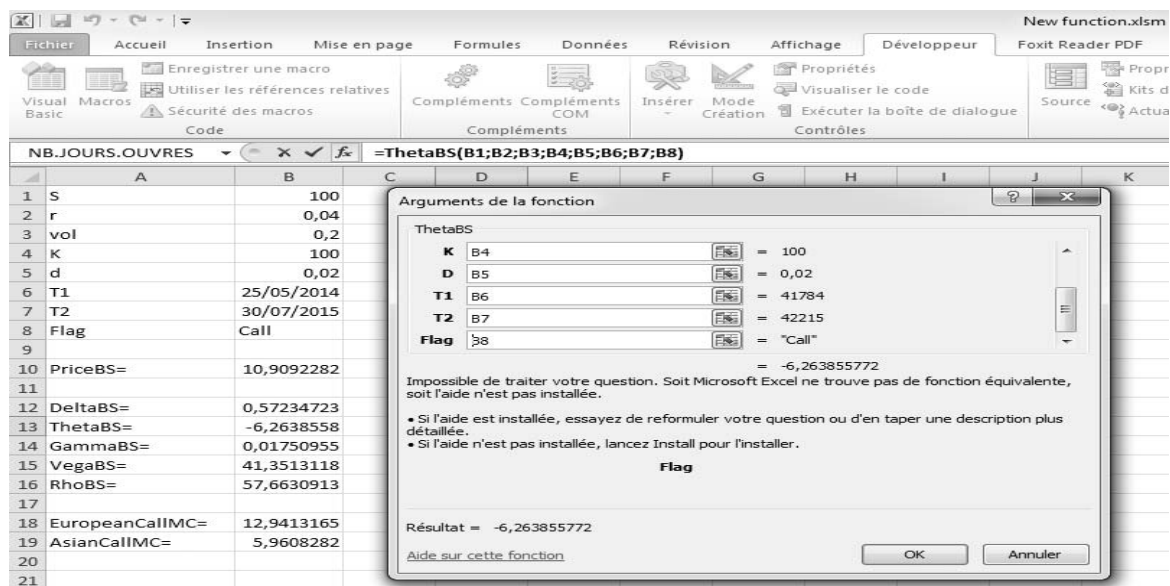 New function.xlsm
Fichier Accueil Insertion Mise en page Formules Données Révision Affichage Développeur Foxit Reader PDF
Visual Basic
Macros
Enregistrer une macro
Utiliser les références relatives
Sécurité des macros
Code
Compléments
Compléments COM
Compléments
Insérer
Mode Création
Propriétés
Visualiser le code
Exécuter la boîte de dialogue
Contrôles
Source
Propr
Kits d
Actua
NB.JOURS.OUVRES fx =ThetaBS(B1;B2;B3;B4;B5;B6;B7;B8)
A B C D E F G H I J K
1 S 100
2 r 0,04
3 vol 0,2
4 K 100
5 d 0,02
6 T1 25/05/2014
7 T2 30/07/2015
8 Flag Call
9
10 PriceBS= 10,9092282
11
12 DeltaBS= 0,57234723
13 ThetaBS= -6,2638558
14 GammaBS= 0,01750955
15 VegaBS= 41,3513118
16 RhoBS= 57,6630913
17
18 EuropeanCallMC= 12,9413165
19 AsianCallMC= 5,9608282
20
21
Arguments de la fonction
ThetaBS
K B4 = 100
D B5 = 0,02
T1 B6 = 41784
T2 B7 = 42215
Flag B8 = "Call"
= -6,263855772
Impossible de traiter votre question. Soit Microsoft Excel ne trouve pas de fonction équivalente,
soit l'aide n'est pas installée.
• Si l'aide est installée, essayez de reformuler votre question ou d'en taper une description plus
détaillée.
• Si l'aide n'est pas installée, lancez Install pour l'installer.
Flag
Résultat = -6,263855772
Aide sur cette fonction
OK
Annuler